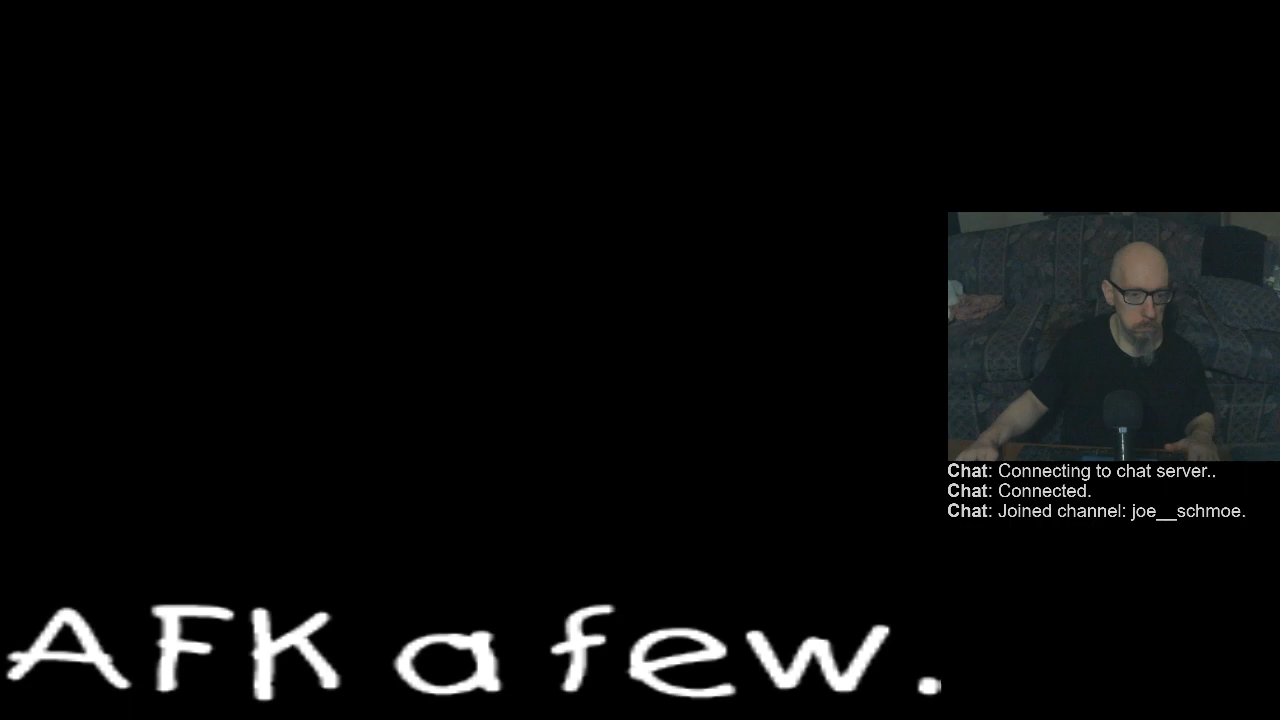 Chat: Connecting to chat server..
Chat: Connected.
Chat: Joined channel: joe__schmoe.
AFK a few.